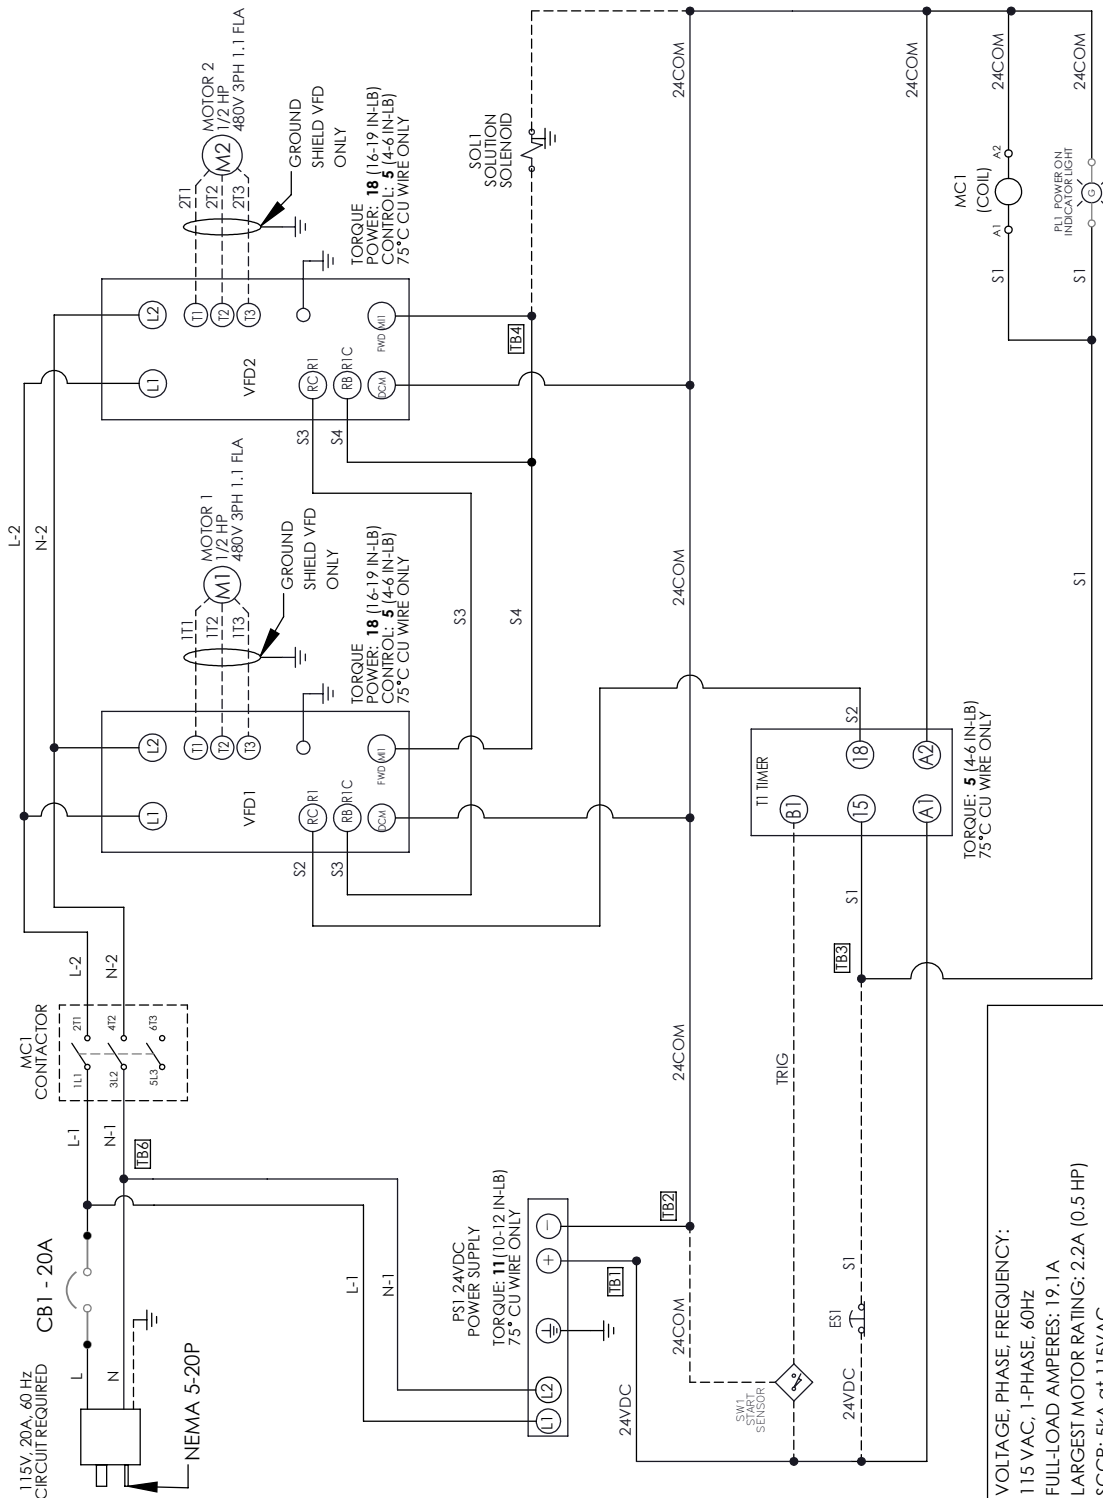 115V, 20A, 60 Hz
CIRCUIT REQUIRED
NEMA 5-20P
L
N
CB1 - 20A
L-1
N-1
TB6
MC1
CONTACTOR
1L1
2T1
3L2
4T2
5L3
6T3
L-2
N-2
L-2
N-2
L1
L2
VFD1
T1
T2
T3
1T1
1T2
1T3
M1
MOTOR 1
1/2 HP
480V 3PH 1.1 FLA
GROUND
SHIELD VFD
ONLY
RC
R1
RB
R1C
DCM
FWD
MI1
TORQUE
POWER: 18 (16-19 IN-LB)
CONTROL: 5 (4-6 IN-LB)
75°C CU WIRE ONLY
S2
S3
L1
L2
VFD2
T1
T2
T3
2T1
2T2
2T3
M2
MOTOR 2
1/2 HP
480V 3PH 1.1 FLA
GROUND
SHIELD VFD
ONLY
RC
R1
RB
R1C
DCM
FWD
MI1
TORQUE
POWER: 18 (16-19 IN-LB)
CONTROL: 5 (4-6 IN-LB)
75°C CU WIRE ONLY
S3
S4
S3
S4
TB4
SOL1
SOLUTION
SOLENOID
L-1
N-1
PS1 24VDC
POWER SUPPLY
TORQUE: 11(10-12 IN-LB)
75° CU WIRE ONLY
L1
L2
+
−
TB1
TB2
24VDC
24COM
24COM
24COM
24COM
SW1
START
SENSOR
TRIG
T1 TIMER
B1
15
18
A1
A2
S2
S1
TORQUE: 5 (4-6 IN-LB)
75°C CU WIRE ONLY
24COM
24VDC
ES1
S1
TB3
S1
S1
A1
A2
MC1
(COIL)
24COM
S1
PL1 POWER ON
INDICATOR LIGHT
G
24COM
VOLTAGE, PHASE, FREQUENCY:
115 VAC, 1-PHASE, 60Hz
FULL-LOAD AMPERES: 19.1A
LARGEST MOTOR RATING: 2.2A (0.5 HP)
SCCR: 5kA at 115VAC